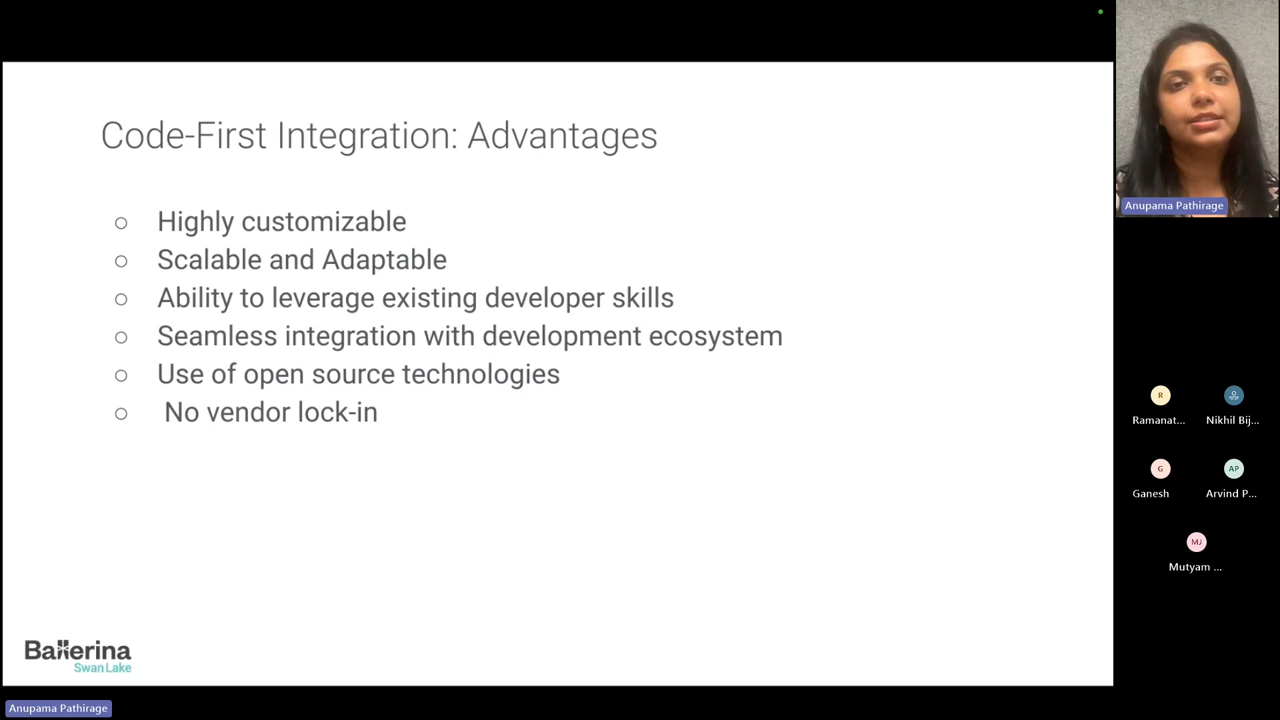 Code-First Integration: Advantages
Highly customizable
Scalable and Adaptable
Ability to leverage existing developer skills
Seamless integration with development ecosystem
Use of open source technologies
No vendor lock-in
Ballerina
Swan Lake
Anupama Pathirage
Anupama Pathirage
R
Ramanat...
Nikhil Bij...
G
Ganesh
AP
Arvind P...
MJ
Mutyam ...